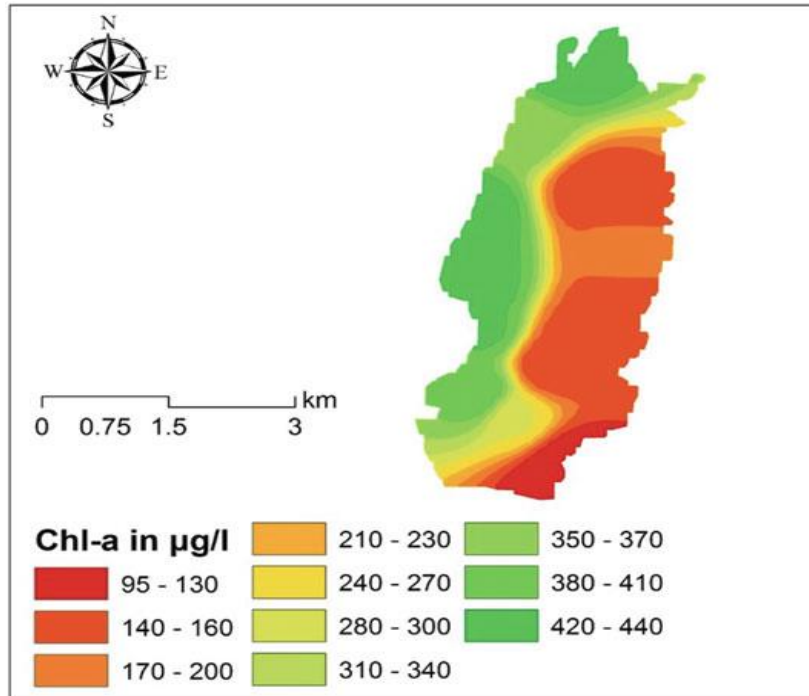 N
W E
S
km
0 0.75 1.5 3
Chl-a in µg/l
95 - 130
140 - 160
170 - 200
210 - 230
240 - 270
280 - 300
310 - 340
350 - 370
380 - 410
420 - 440